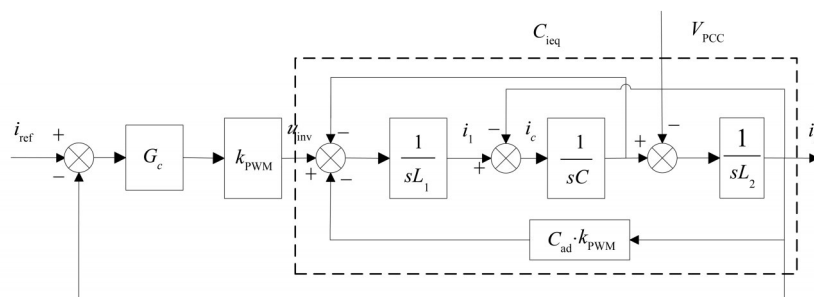 C_ieq
V_PCC
i_ref
+
−
G_c
k_PWM
u_inv
+
−
−
1/sL_1
i_1
+
−
i_c
1/sC
+
−
1/sL_2
i
C_ad·k_PWM